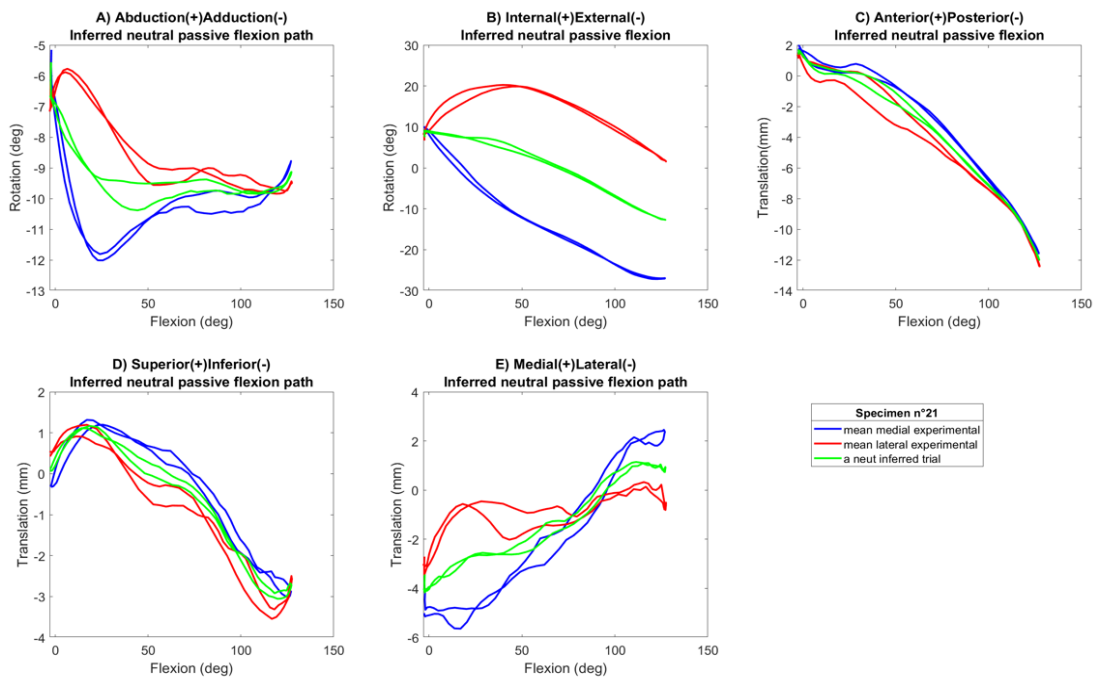 A) Abduction(+)Adduction(-)
Inferred neutral passive flexion path
-5
-6
-7
-8
-9
-10
-11
-12
-13
Rotation (deg)
0 50 100 150
Flexion (deg)
B) Internal(+)External(-)
Inferred neutral passive flexion
30
20
10
0
-10
-20
-30
Rotation (deg)
0 50 100 150
Flexion (deg)
C) Anterior(+)Posterior(-)
Inferred neutral passive flexion
2
0
-2
-4
-6
-8
-10
-12
-14
Translation(mm)
0 50 100 150
Flexion (deg)
D) Superior(+)Inferior(-)
Inferred neutral passive flexion path
2
1
0
-1
-2
-3
-4
Translation (mm)
0 50 100 150
Flexion (deg)
E) Medial(+)Lateral(-)
Inferred neutral passive flexion path
4
2
0
-2
-4
-6
Translation (mm)
0 50 100 150
Flexion (deg)
Specimen n°21
mean medial experimental
mean lateral experimental
a neut inferred trial